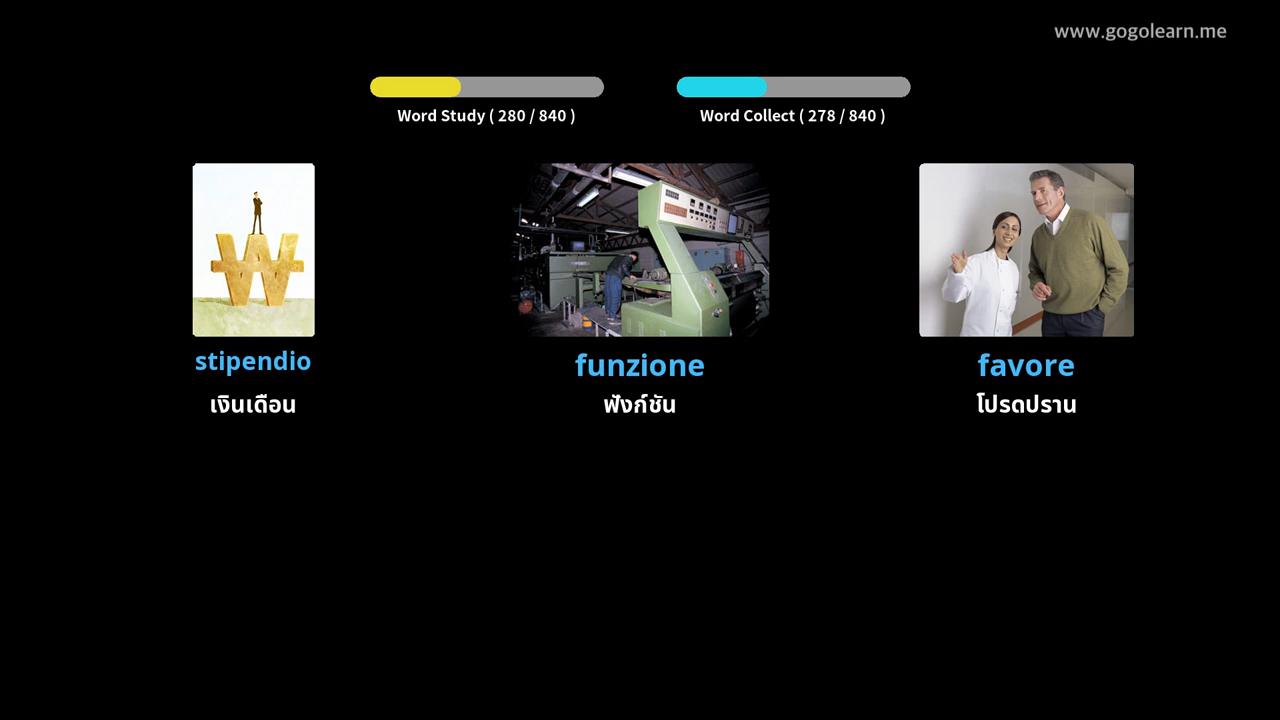 www.gogolearn.me
Word Study ( 280 / 840 )
Word Collect ( 278 / 840 )
stipendio
funzione
favore
เงินเดือน
ฟังก์ชัน
โปรดปราน